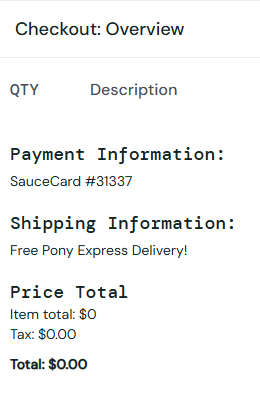 Checkout: Overview
QTY Description
Payment Information:
SauceCard #31337
Shipping Information:
Free Pony Express Delivery!
Price Total
Item total: $0
Tax: $0.00
Total: $0.00